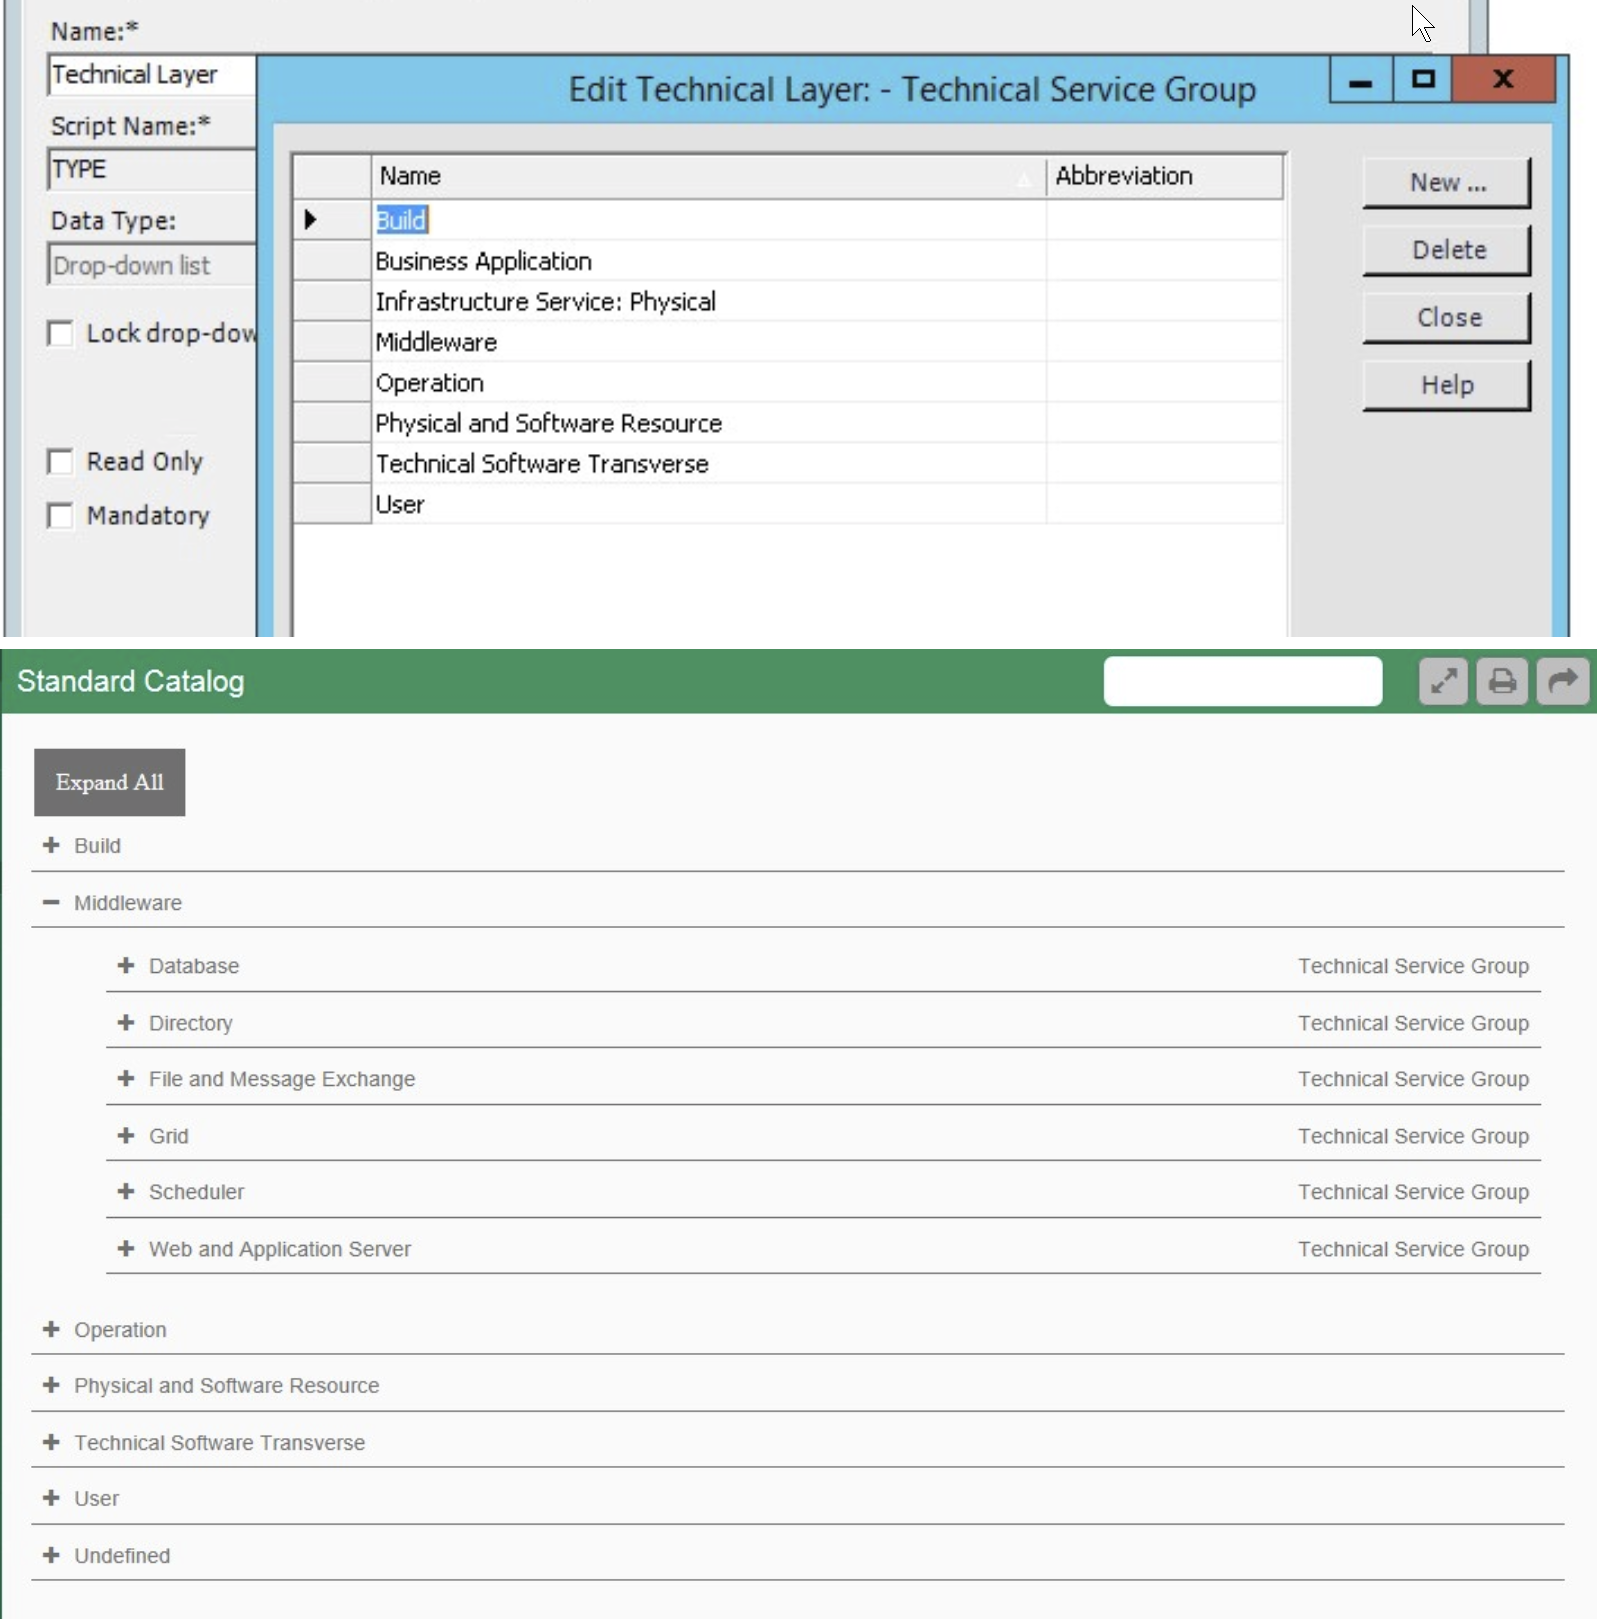 Name:*
Technical Layer
Edit Technical Layer: - Technical Service Group
Script Name:*
TYPE
Data Type:
Drop-down list
Lock drop-dow
Read Only
Mandatory
Name Abbreviation
Build
Business Application
Infrastructure Service: Physical
Middleware
Operation
Physical and Software Resource
Technical Software Transverse
User
New ...
Delete
Close
Help
Standard Catalog
Expand All
Build
Middleware
Database Technical Service Group
Directory Technical Service Group
File and Message Exchange Technical Service Group
Grid Technical Service Group
Scheduler Technical Service Group
Web and Application Server Technical Service Group
Operation
Physical and Software Resource
Technical Software Transverse
User
Undefined